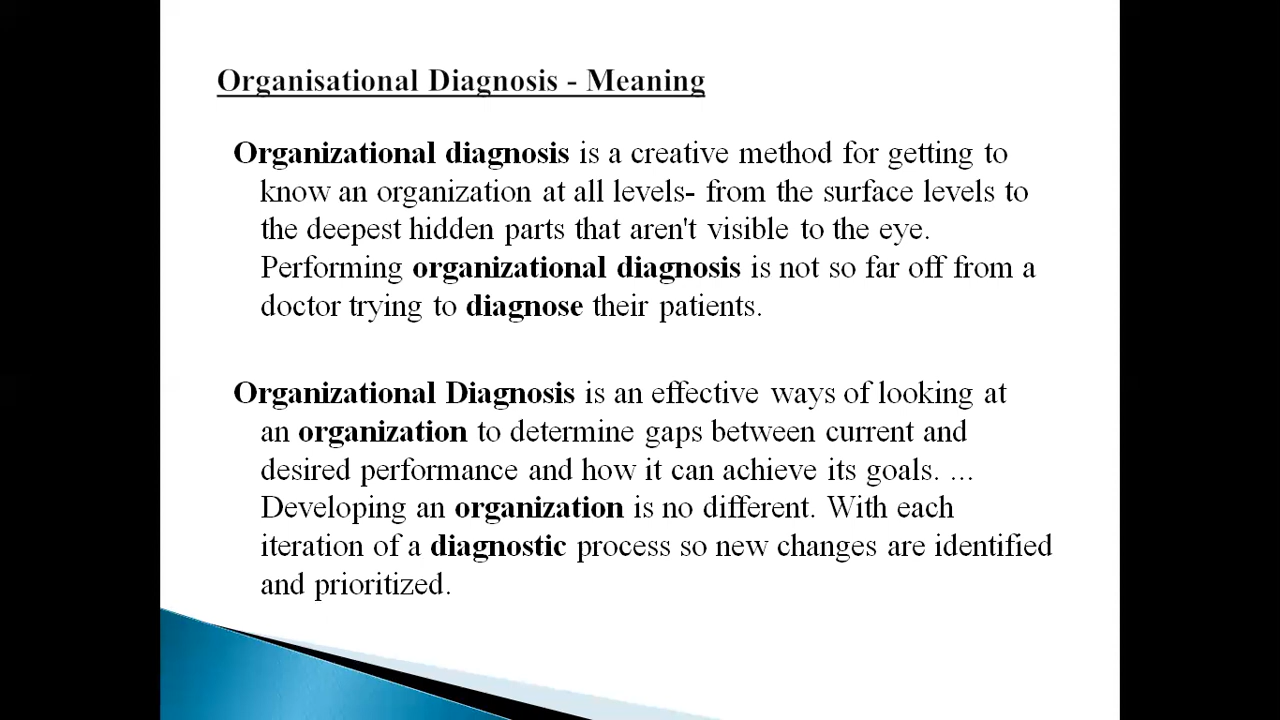 Organisational Diagnosis - Meaning
Organizational diagnosis is a creative method for getting to
know an organization at all levels- from the surface levels to
the deepest hidden parts that aren't visible to the eye.
Performing organizational diagnosis is not so far off from a
doctor trying to diagnose their patients.
Organizational Diagnosis is an effective ways of looking at
an organization to determine gaps between current and
desired performance and how it can achieve its goals. ...
Developing an organization is no different. With each
iteration of a diagnostic process so new changes are identified
and prioritized.